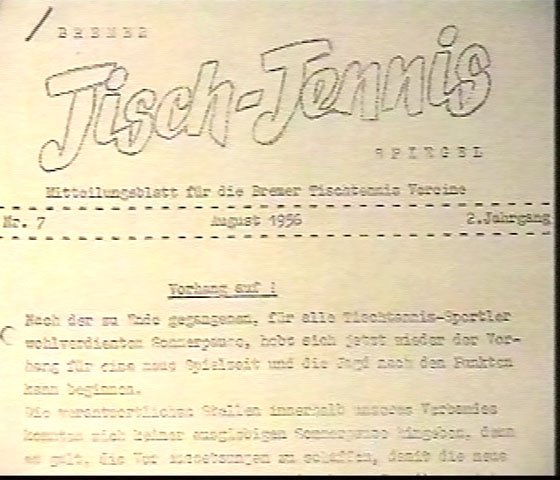 BREMER
Tisch-Tennis
SPIEGEL
Mitteilungsblatt für die Bremer Tischtennis Vereine
Nr. 7 August 1956 2.Jahrgang
Vorhang auf !
Nach der zu Ende gegangenen, für alle Tischtennis-Sportler
wohlverdienten Sommerpause, hebt sich jetzt wieder der Vor-
hang für eine neue Spielzeit und die Jagd nach den Punkten
kann beginnen.
Die verantwortlichen Stellen innerhalb unseres Verbandes
konnten sich keiner ausgiebigen Sommerpause hingeben, denn
es galt, die Vor aussetzungen zu schaffen, damit die neue